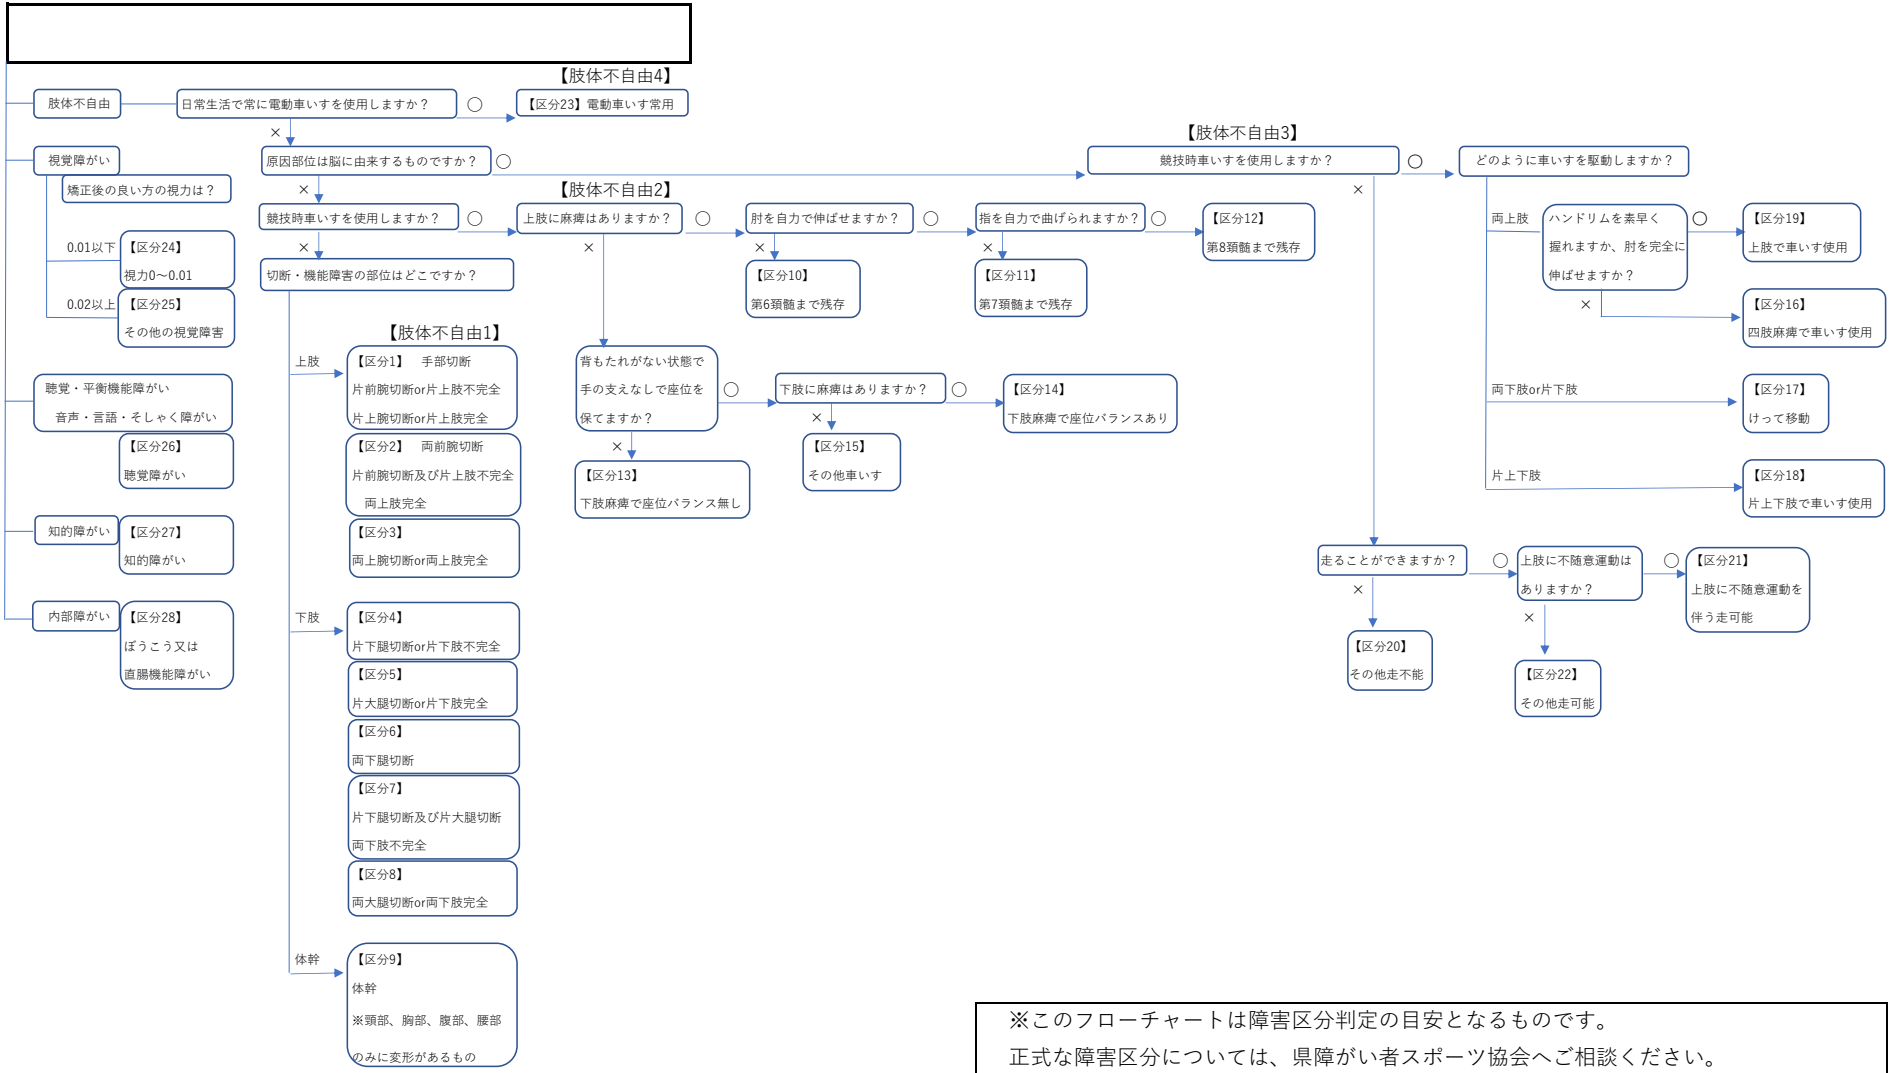 【肢体不自由4】
肢体不自由
日常生活で常に電動車いすを使用しますか？
○
【区分23】電動車いす常用
×
【肢体不自由3】
視覚障がい
原因部位は脳に由来するものですか？
○
競技時車いすを使用しますか？
○
どのように車いすを駆動しますか？
矯正後の良い方の視力は？
×
【肢体不自由2】
×
競技時車いすを使用しますか？
○
上肢に麻痺はありますか？
○
肘を自力で伸ばせますか？
○
指を自力で曲げられますか？
○
【区分12】
第8頚髄まで残存
両上肢
ハンドリムを素早く
握れますか、肘を完全に
伸ばせますか？
○
【区分19】
上肢で車いす使用
0.01以下
【区分24】
視力0～0.01
×
×
×
×
切断・機能障害の部位はどこですか？
【区分10】
第6頚髄まで残存
【区分11】
第7頚髄まで残存
×
【区分16】
四肢麻痺で車いす使用
0.02以上
【区分25】
その他の視覚障害
【肢体不自由1】
上肢
【区分1】　手部切断
片前腕切断or片上肢不完全
片上腕切断or片上肢完全
背もたれがない状態で
手の支えなしで座位を
保てますか？
○
下肢に麻痺はありますか？
○
【区分14】
下肢麻痺で座位バランスあり
両下肢or片下肢
【区分17】
けって移動
聴覚・平衡機能障がい
音声・言語・そしゃく障がい
×
×
【区分26】
聴覚障がい
【区分2】　両前腕切断
片前腕切断及び片上肢不完全
両上肢完全
【区分13】
下肢麻痺で座位バランス無し
【区分15】
その他車いす
片上下肢
【区分18】
片上下肢で車いす使用
知的障がい
【区分27】
知的障がい
【区分3】
両上腕切断or両上肢完全
走ることができますか？
○
上肢に不随意運動は
ありますか？
○
【区分21】
上肢に不随意運動を
伴う走可能
×
×
内部障がい
【区分28】
ぼうこう又は
直腸機能障がい
下肢
【区分4】
片下腿切断or片下肢不完全
【区分20】
その他走不能
【区分22】
その他走可能
【区分5】
片大腿切断or片下肢完全
【区分6】
両下腿切断
【区分7】
片下腿切断及び片大腿切断
両下肢不完全
【区分8】
両大腿切断or両下肢完全
体幹
【区分9】
体幹
※頸部、胸部、腹部、腰部
のみに変形があるもの
※このフローチャートは障害区分判定の目安となるものです。
正式な障害区分については、県障がい者スポーツ協会へご相談ください。